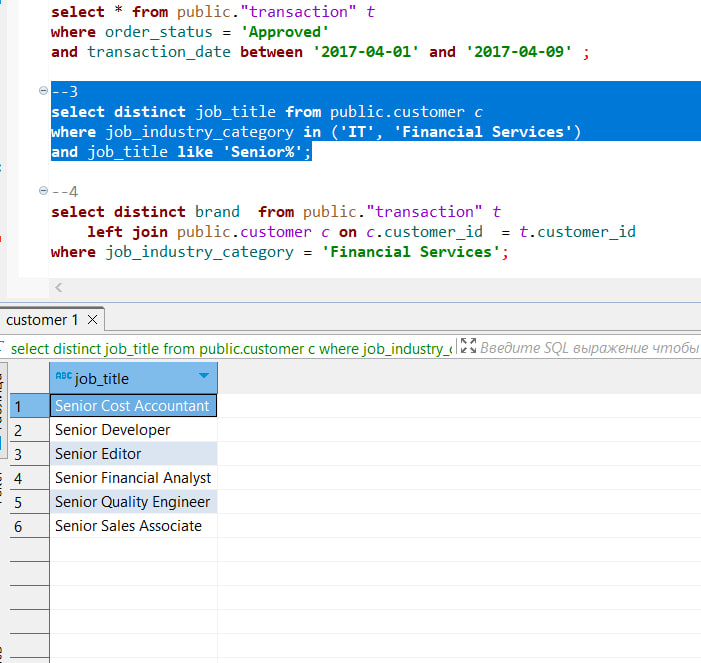 select * from public."transaction" t
where order_status = 'Approved'
and transaction_date between '2017-04-01' and '2017-04-09' ;
--3
select distinct job_title from public.customer c
where job_industry_category in ('IT', 'Financial Services')
and job_title like 'Senior%';
--4
select distinct brand  from public."transaction" t
left join public.customer c on c.customer_id  = t.customer_id
where job_industry_category = 'Financial Services';
customer 1
select distinct job_title from public.customer c where job_industry_c Введите SQL выражение чтобы
ABC job_title
1 Senior Cost Accountant
2 Senior Developer
3 Senior Editor
4 Senior Financial Analyst
5 Senior Quality Engineer
6 Senior Sales Associate